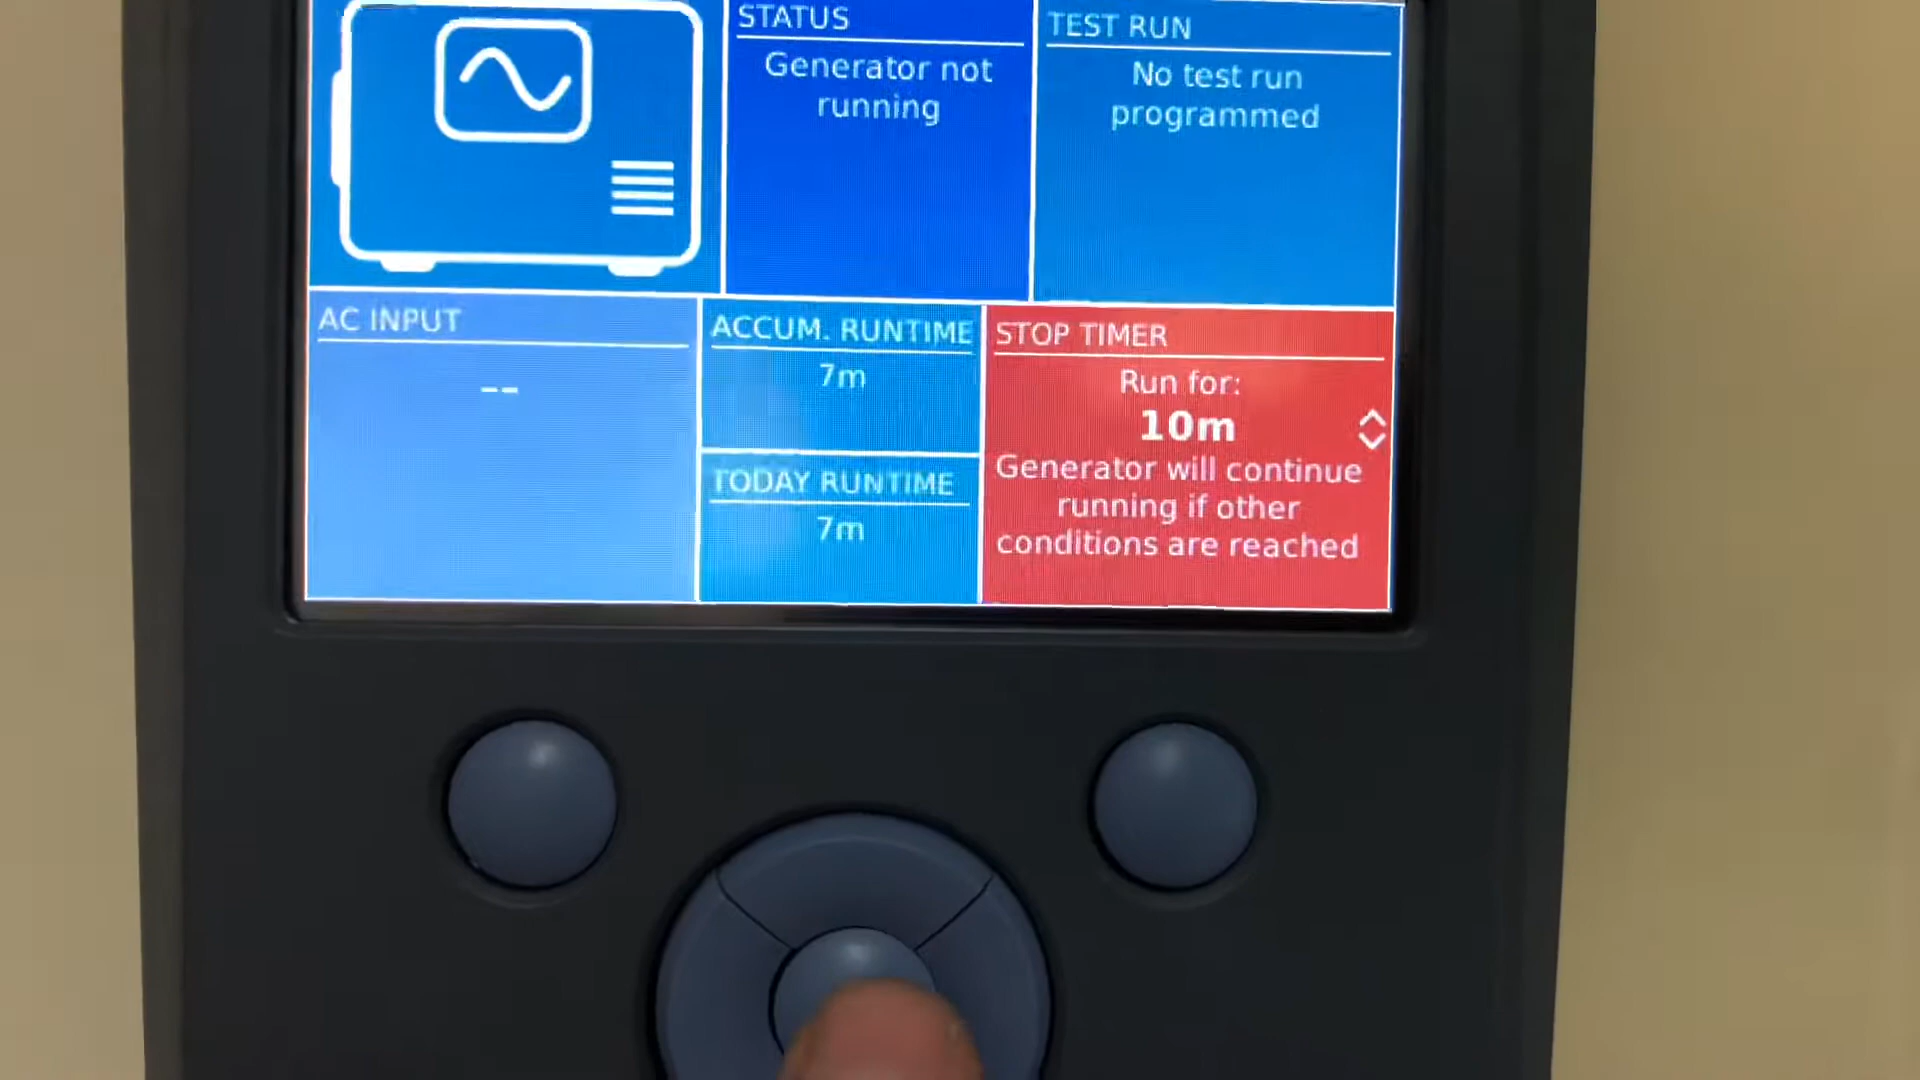 STATUS
Generator not
running
TEST RUN
No test run
programmed
AC INPUT
--
ACCUM. RUNTIME
7m
TODAY RUNTIME
7m
STOP TIMER
Run for:
10m
Generator will continue
running if other
conditions are reached